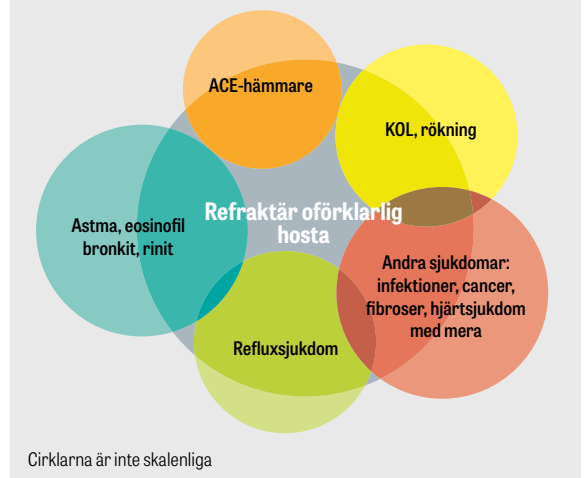 ACE-hämmare
KOL, rökning
Refraktär oförklarlig
hosta
Astma, eosinofil
bronkit, rinit
Andra sjukdomar:
infektioner, cancer,
fibroser, hjärtsjukdom
med mera
Refluxsjukdom
Cirklarna är inte skalenliga